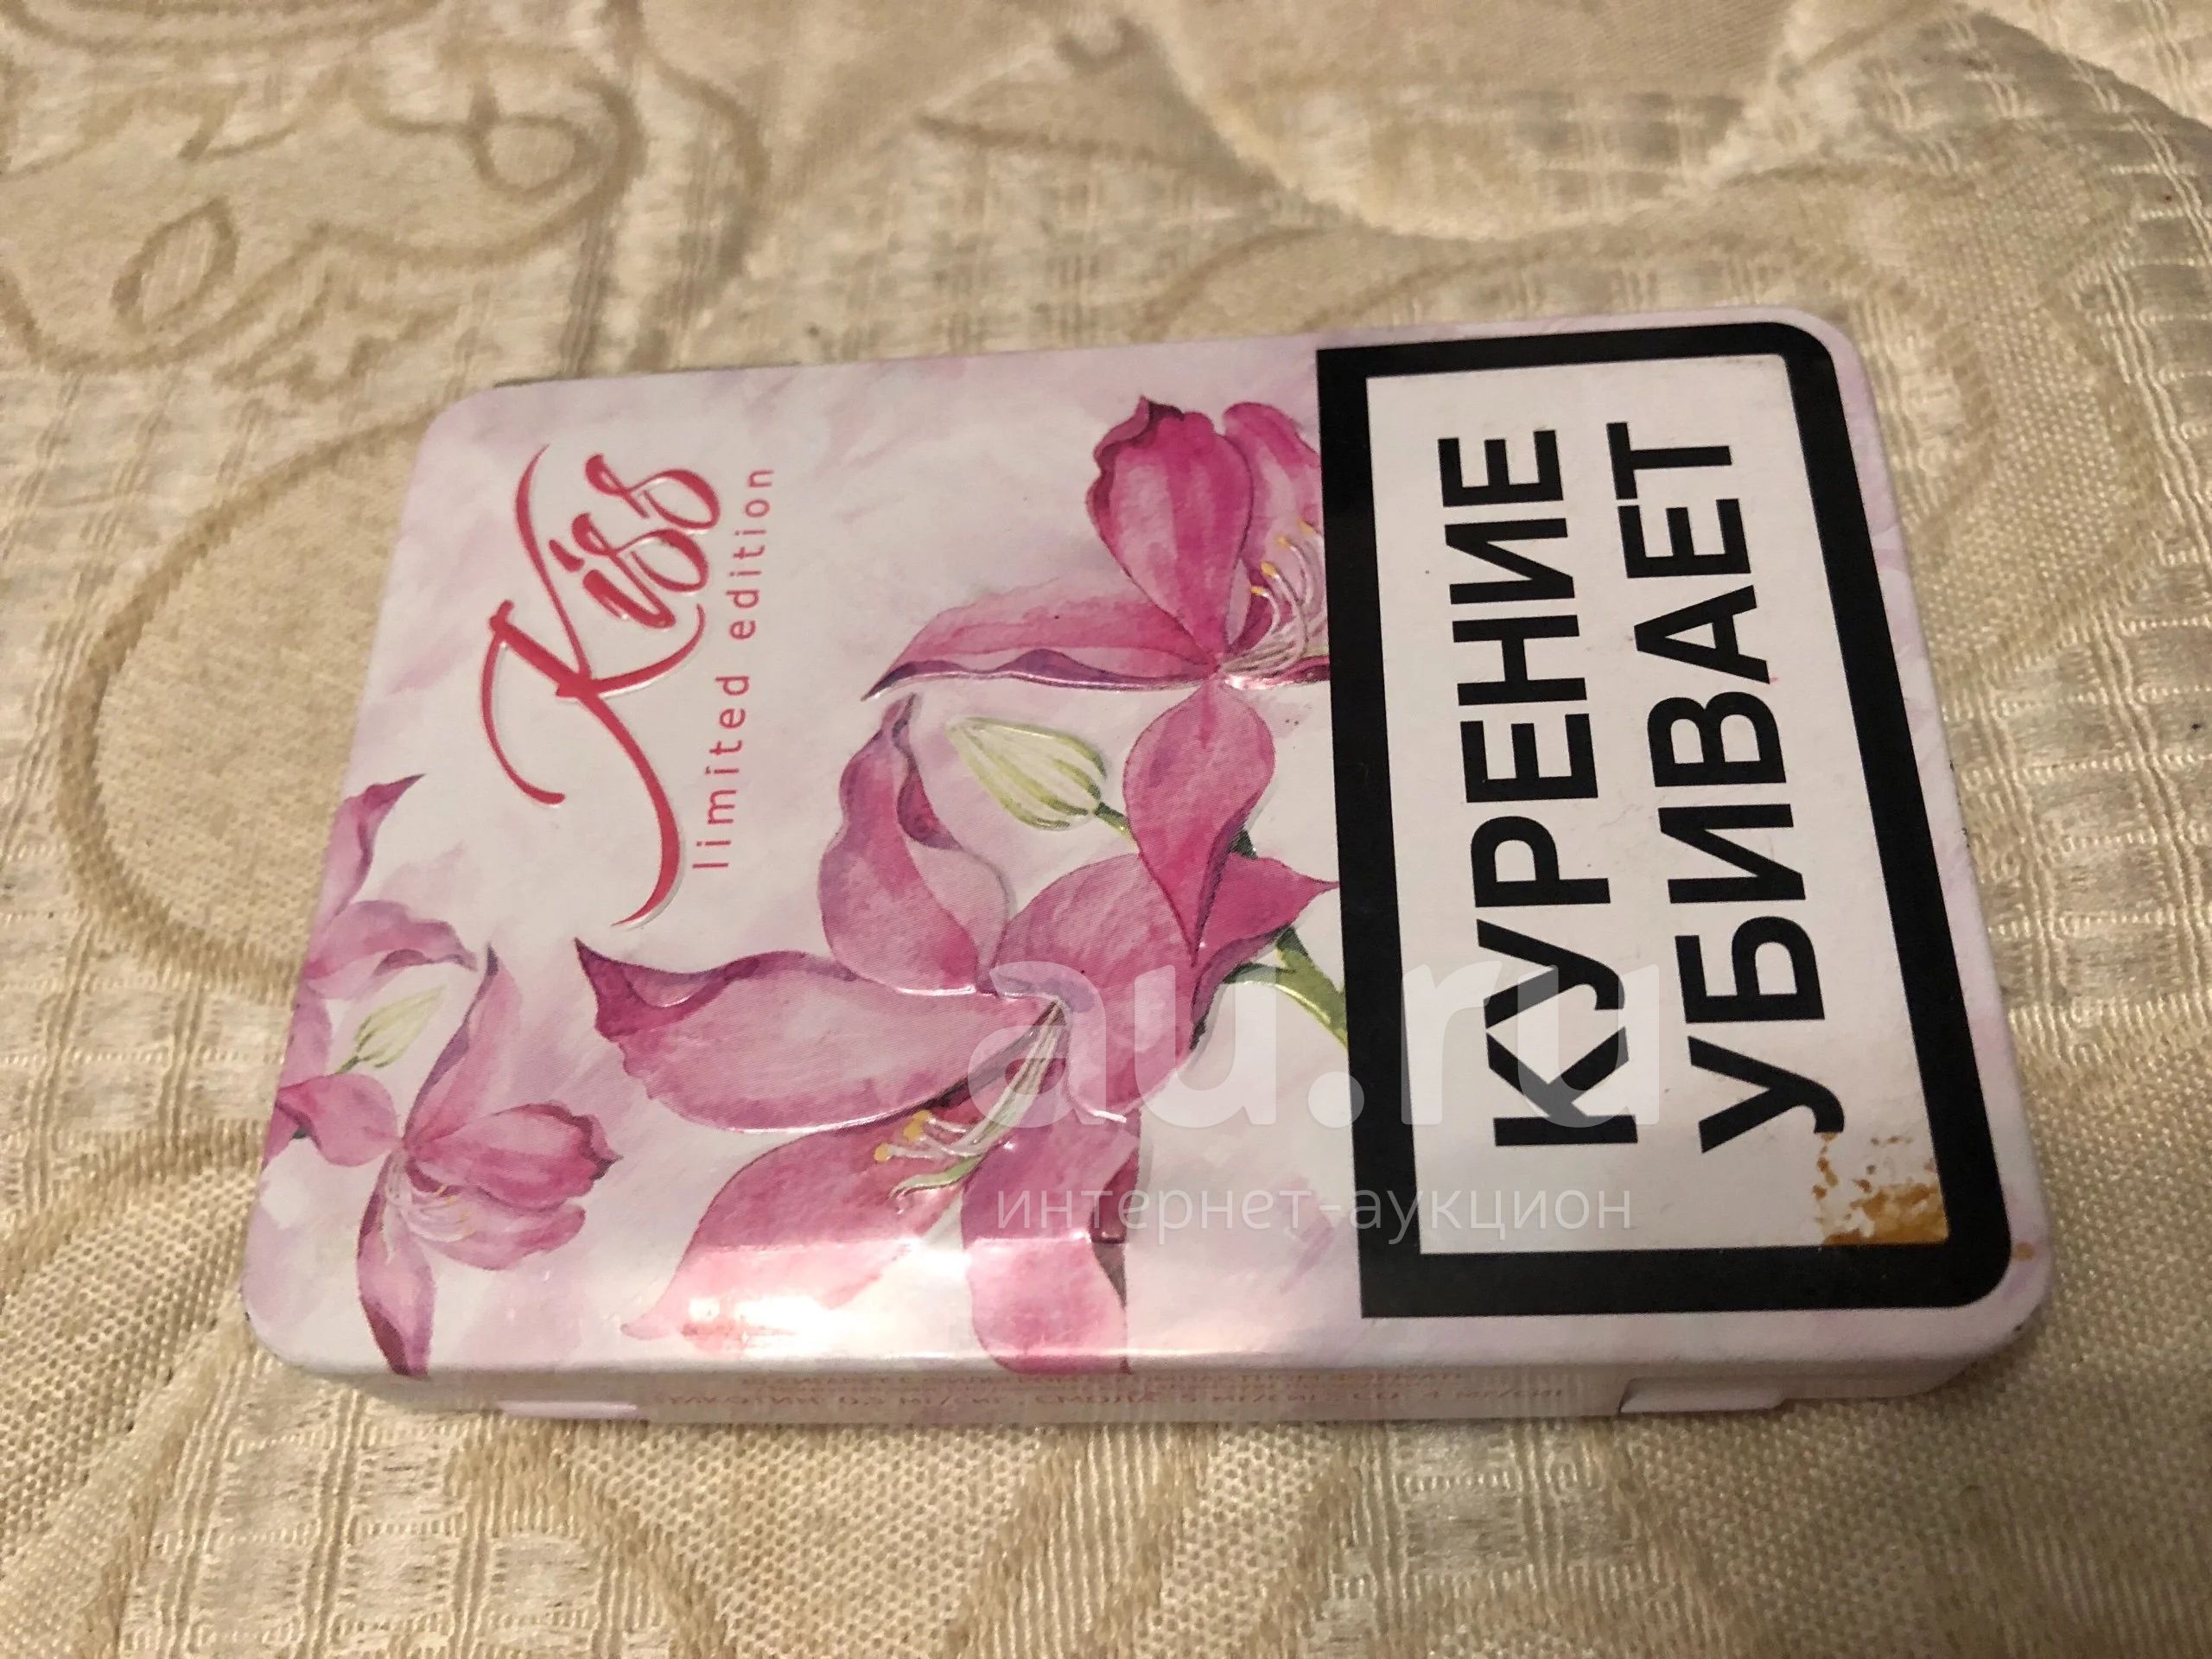 Kiss
limited edition
КУРЕНИЕ
УБИВАЕТ
au.ru
интернет-аукцион